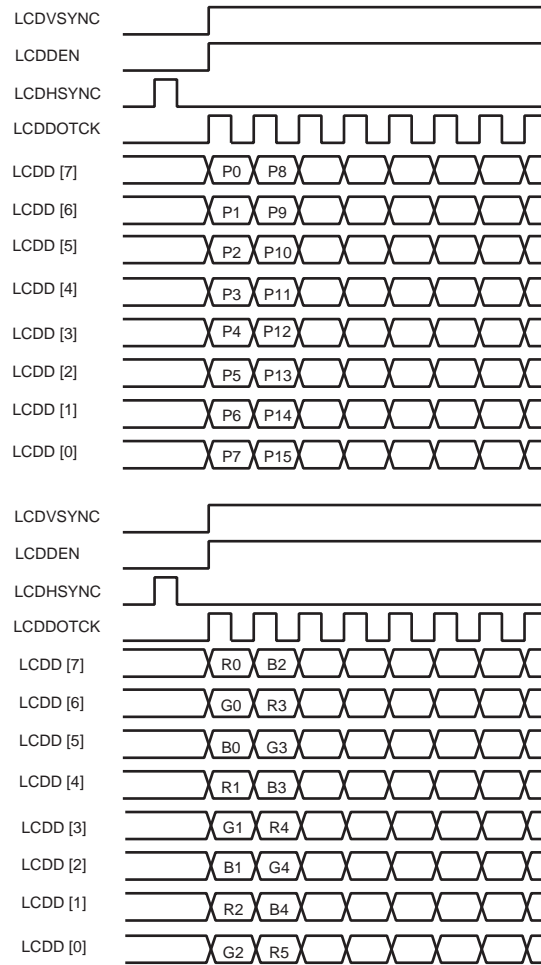 LCDVSYNC
LCDDEN
LCDHSYNC
LCDDOTCK
LCDD [7] P0 P8
LCDD [6] P1 P9
LCDD [5] P2 P10
LCDD [4] P3 P11
LCDD [3] P4 P12
LCDD [2] P5 P13
LCDD [1] P6 P14
LCDD [0] P7 P15
LCDVSYNC
LCDDEN
LCDHSYNC
LCDDOTCK
LCDD [7] R0 B2
LCDD [6] G0 R3
LCDD [5] B0 G3
LCDD [4] R1 B3
LCDD [3] G1 R4
LCDD [2] B1 G4
LCDD [1] R2 B4
LCDD [0] G2 R5